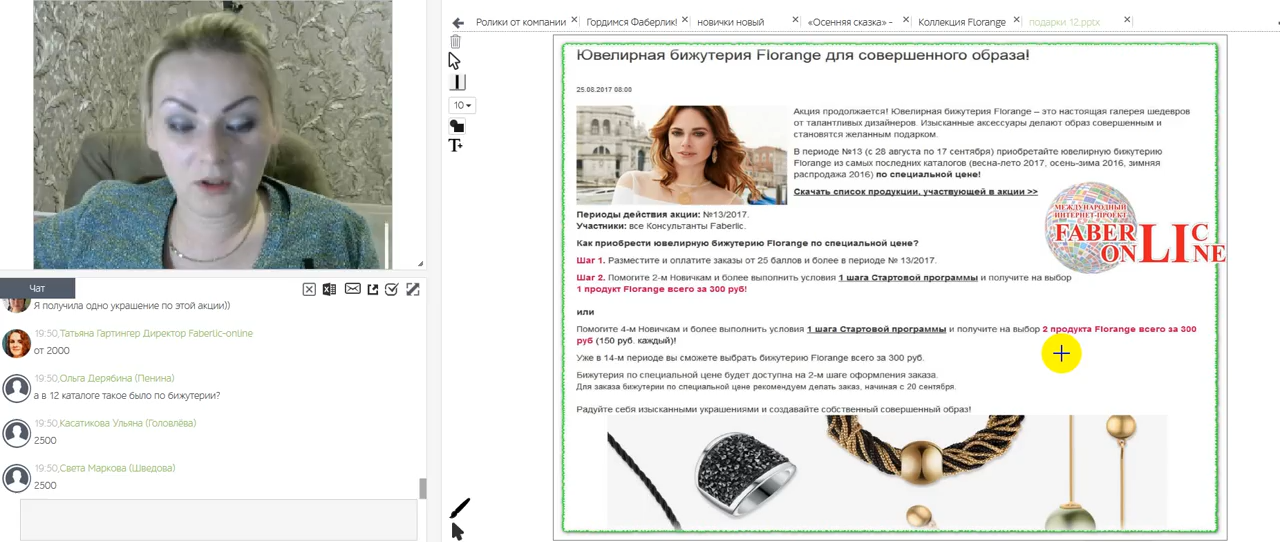 Ролики от компании
Гордимся Фаберлик!
новички новый
«Осенняя сказка» -
Коллекция Florange
подарки 12.pptx
10
T+
Ювелирная бижутерия Florange для совершенного образа!
25.08.2017 08:00
Акция продолжается! Ювелирная бижутерия Florange – это настоящая галерея шедевров
от талантливых дизайнеров. Изысканные аксессуары делают образ совершенным и
становятся желанным подарком.
В периоде №13 (с 28 августа по 17 сентября) приобретайте ювелирную бижутерию
Florange из самых последних каталогов (весна-лето 2017, осень-зима 2016, зимняя
распродажа 2016) по специальной цене!
Скачать список продукции, участвующей в акции >>
МЕЖДУНАРОДНЫЙ
ИНТЕРНЕТ-ПРОЕКТ
FABERLIC
ONLINE
Периоды действия акции: №13/2017.
Участники: все Консультанты Faberlic.
Как приобрести ювелирную бижутерию Florange по специальной цене?
Шаг 1. Разместите и оплатите заказы от 25 баллов и более в периоде № 13/2017.
Шаг 2. Помогите 2-м Новичкам и более выполнить условия 1 шага Стартовой программы и получите на выбор
1 продукт Florange всего за 300 руб!
или
Помогите 4-м Новичкам и более выполнить условия 1 шага Стартовой программы и получите на выбор 2 продукта Florange всего за 300
руб (150 руб. каждый)!
Уже в 14-м периоде вы сможете выбрать бижутерию Florange всего за 300 руб.
Бижутерия по специальной цене будет доступна на 2-м шаге оформления заказа.
Для заказа бижутерии по специальной цене рекомендуем делать заказ, начиная с 20 сентября.
Радуйте себя изысканными украшениями и создавайте собственный совершенный образ!
Чат
Я получила одно украшение по этой акции))
19:50,Татьяна Гартингер Директор Faberlic-online
от 2000
19:50,Ольга Дерябина (Пенина)
а в 12 каталоге такое было по бижутерии?
19:50,Касатикова Ульяна (Головлёва)
2500
19:50,Света Маркова (Шведова)
2500